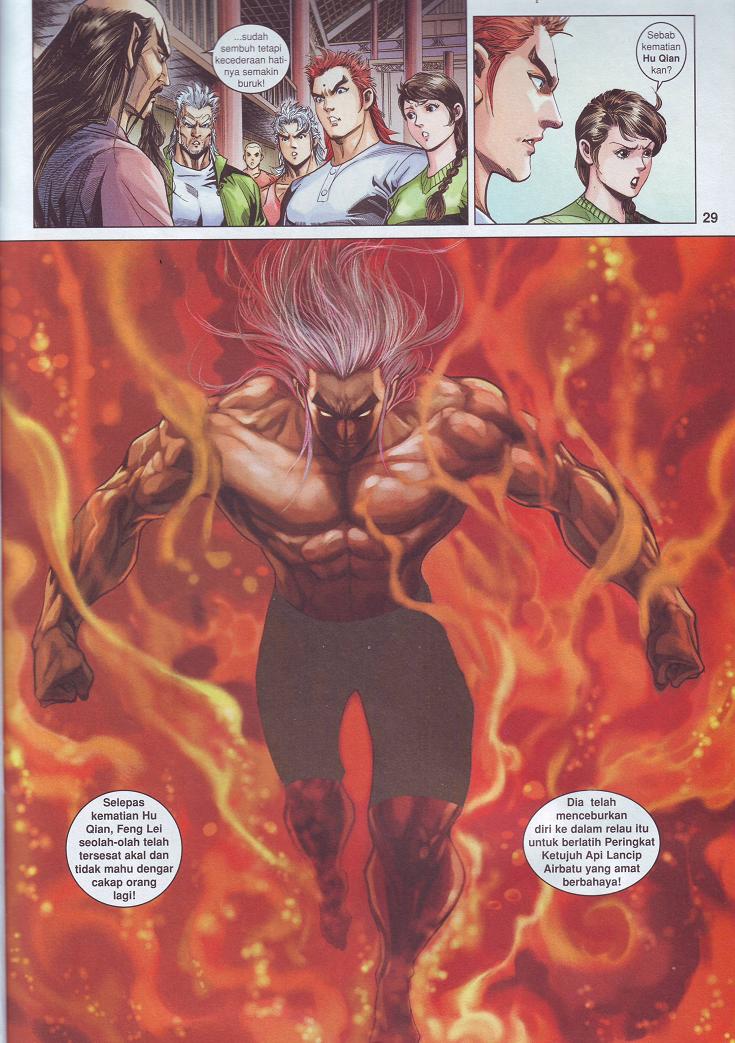 ...sudah
sembuh tetapi
kecederaan hati-
nya semakin
buruk!
Sebab
kematian
Hu Qian
kan?
29
Selepas
kematian Hu
Qian, Feng Lei
seolah-olah telah
tersesat akal dan
tidak mahu dengar
cakap orang
lagi!
Dia telah
menceburkan
diri ke dalam relau itu
untuk berlatih Peringkat
Ketujuh Api Lancip
Airbatu yang amat
berbahaya!